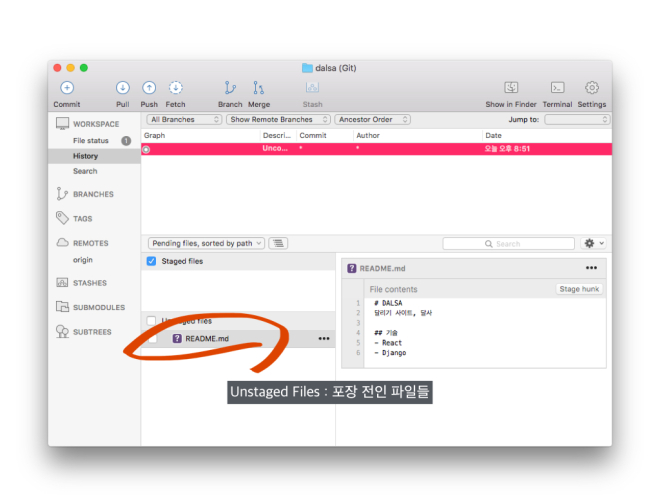 dalsa (Git)
Commit Pull Push Fetch Branch Merge Stash Show in Finder Terminal Settings
WORKSPACE
File status 1
History
Search
BRANCHES
TAGS
REMOTES
origin
STASHES
SUBMODULES
SUBTREES
All Branches Show Remote Branches Ancestor Order Jump to:
Graph Descri... Commit Author Date
Unco... * * 오늘 오후 8:51
Pending files, sorted by path Search
Staged files
Unstaged files
README.md
README.md
File contents Stage hunk
1 # DALSA
2 달리기 사이트, 달사
3
4 ## 기술
5 - React
6 - Django
Unstaged Files : 포장 전인 파일들